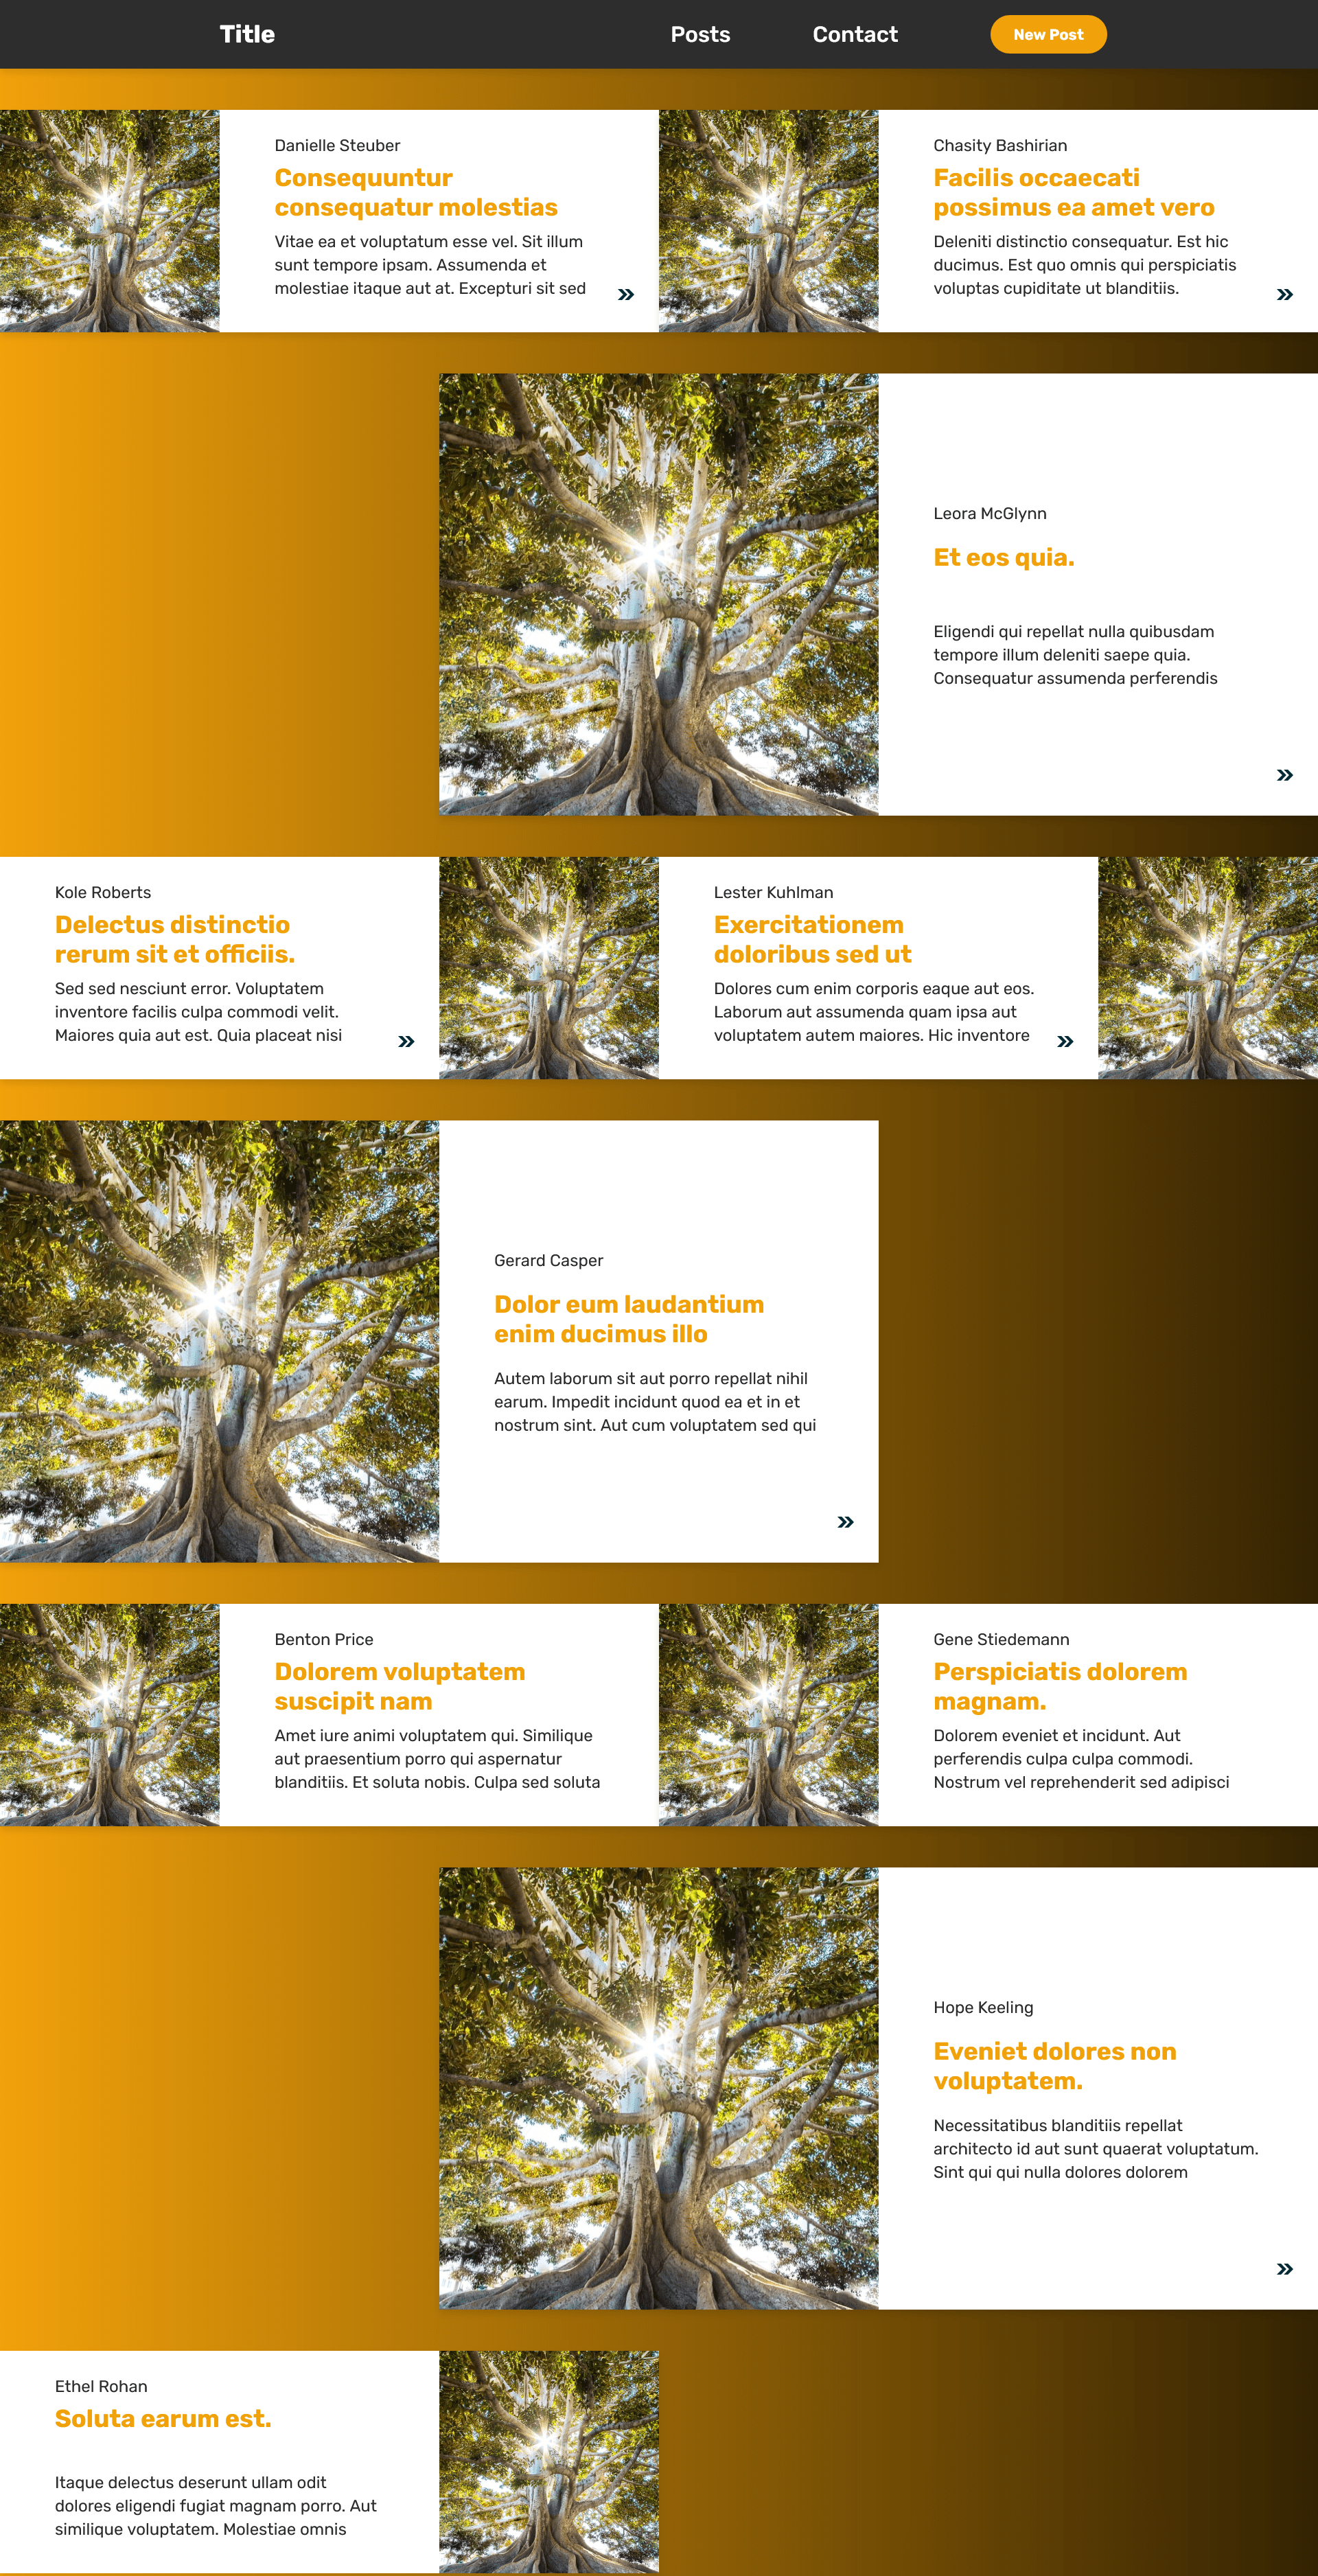 Title
Posts
Contact
New Post
Danielle Steuber
Consequuntur
consequatur molestias
Vitae ea et voluptatum esse vel. Sit illum
sunt tempore ipsam. Assumenda et
molestiae itaque aut at. Excepturi sit sed
»
Chasity Bashirian
Facilis occaecati
possimus ea amet vero
Deleniti distinctio consequatur. Est hic
ducimus. Est quo omnis qui perspiciatis
voluptas cupiditate ut blanditiis.
»
Leora McGlynn
Et eos quia.
Eligendi qui repellat nulla quibusdam
tempore illum deleniti saepe quia.
Consequatur assumenda perferendis
»
Kole Roberts
Delectus distinctio
rerum sit et officiis.
Sed sed nesciunt error. Voluptatem
inventore facilis culpa commodi velit.
Maiores quia aut est. Quia placeat nisi
»
Lester Kuhlman
Exercitationem
doloribus sed ut
Dolores cum enim corporis eaque aut eos.
Laborum aut assumenda quam ipsa aut
voluptatem autem maiores. Hic inventore
»
Gerard Casper
Dolor eum laudantium
enim ducimus illo
Autem laborum sit aut porro repellat nihil
earum. Impedit incidunt quod ea et in et
nostrum sint. Aut cum voluptatem sed qui
»
Benton Price
Dolorem voluptatem
suscipit nam
Amet iure animi voluptatem qui. Similique
aut praesentium porro qui aspernatur
blanditiis. Et soluta nobis. Culpa sed soluta
Gene Stiedemann
Perspiciatis dolorem
magnam.
Dolorem eveniet et incidunt. Aut
perferendis culpa culpa commodi.
Nostrum vel reprehenderit sed adipisci
Hope Keeling
Eveniet dolores non
voluptatem.
Necessitatibus blanditiis repellat
architecto id aut sunt quaerat voluptatum.
Sint qui qui nulla dolores dolorem
»
Ethel Rohan
Soluta earum est.
Itaque delectus deserunt ullam odit
dolores eligendi fugiat magnam porro. Aut
similique voluptatem. Molestiae omnis